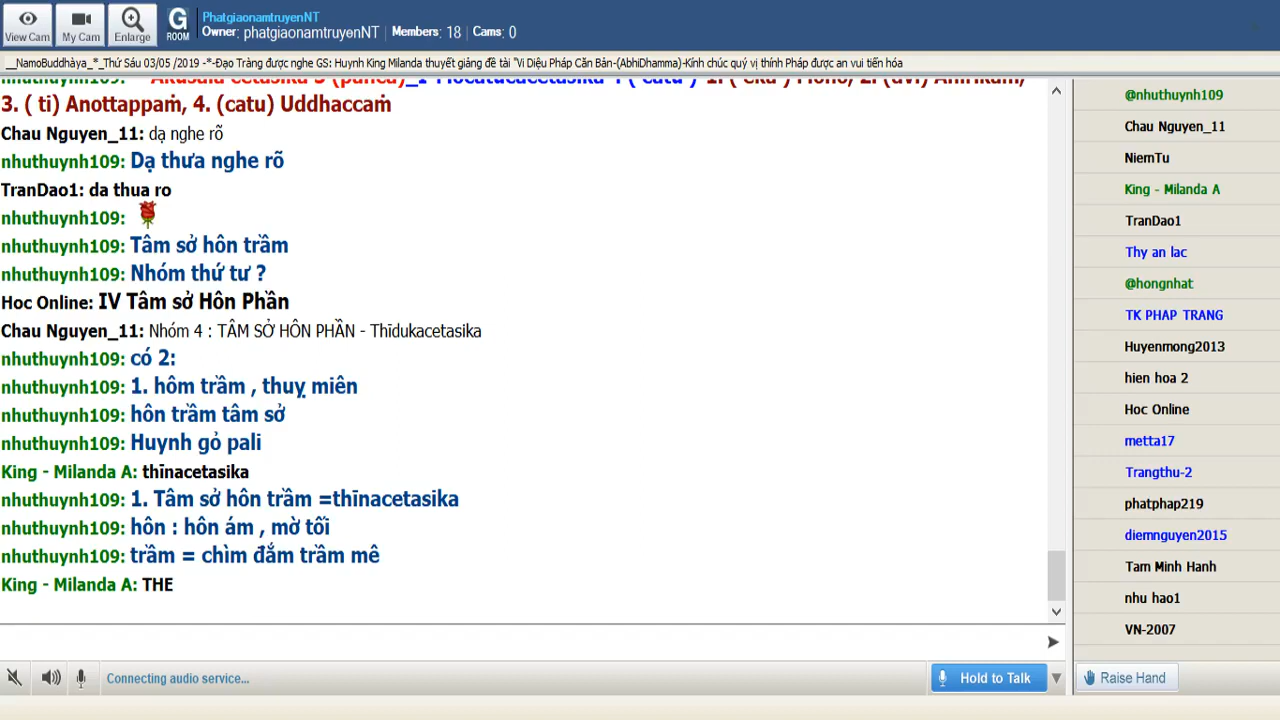 PhatgiaonamtruyenNT
Owner: phatgiaonamtruyenNT Members: 18 Cams: 0
View Cam
My Cam
Enlarge
G
ROOM
__NamoBuddhàya_*_Thứ Sáu 03/05 /2019 -*-Đạo Tràng được nghe GS: Huynh King Milanda thuyết giảng đề tài "Vi Diệu Pháp Căn Bản-(AbhiDhamma)-Kính chúc quý vị thính Pháp được an vui tiến hóa
3. ( ti) Anottappaṁ, 4. (catu) Uddhaccaṁ
Chau Nguyen_11: dạ nghe rõ
nhuthuynh109: Dạ thưa nghe rõ
TranDao1: da thua ro
nhuthuynh109:
nhuthuynh109: Tâm sở hôn trầm
nhuthuynh109: Nhóm thứ tư ?
Hoc Online: IV Tâm sở Hôn Phần
Chau Nguyen_11: Nhóm 4 : TÂM SỞ HÔN PHẦN - Thīdukacetasika
nhuthuynh109: có 2:
nhuthuynh109: 1. hôm trầm , thuỵ miên
nhuthuynh109: hôn trầm tâm sở
nhuthuynh109: Huynh gỏ pali
King - Milanda A: thīnacetasika
nhuthuynh109: 1. Tâm sở hôn trầm =thīnacetasika
nhuthuynh109: hôn : hôn ám , mờ tối
nhuthuynh109: trầm = chìm đắm trầm mê
King - Milanda A: THE
Connecting audio service...
Hold to Talk
@nhuthuynh109
Chau Nguyen_11
NiemTu
King - Milanda A
TranDao1
Thy an lac
@hongnhat
TK PHAP TRANG
Huyenmong2013
hien hoa 2
Hoc Online
metta17
Trangthu-2
phatphap219
diemnguyen2015
Tam Minh Hanh
nhu hao1
VN-2007
Raise Hand